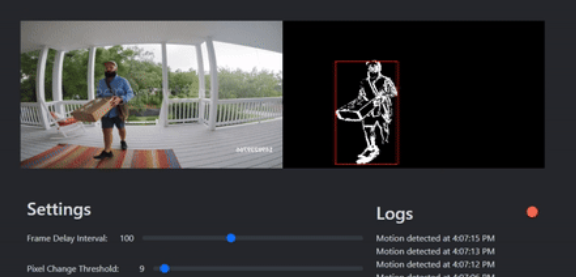 Settings
Frame Delay Interval: 100
Pixel Change Threshold: 9
Logs
Motion detected at 4:07:15 PM
Motion detected at 4:07:13 PM
Motion detected at 4:07:12 PM